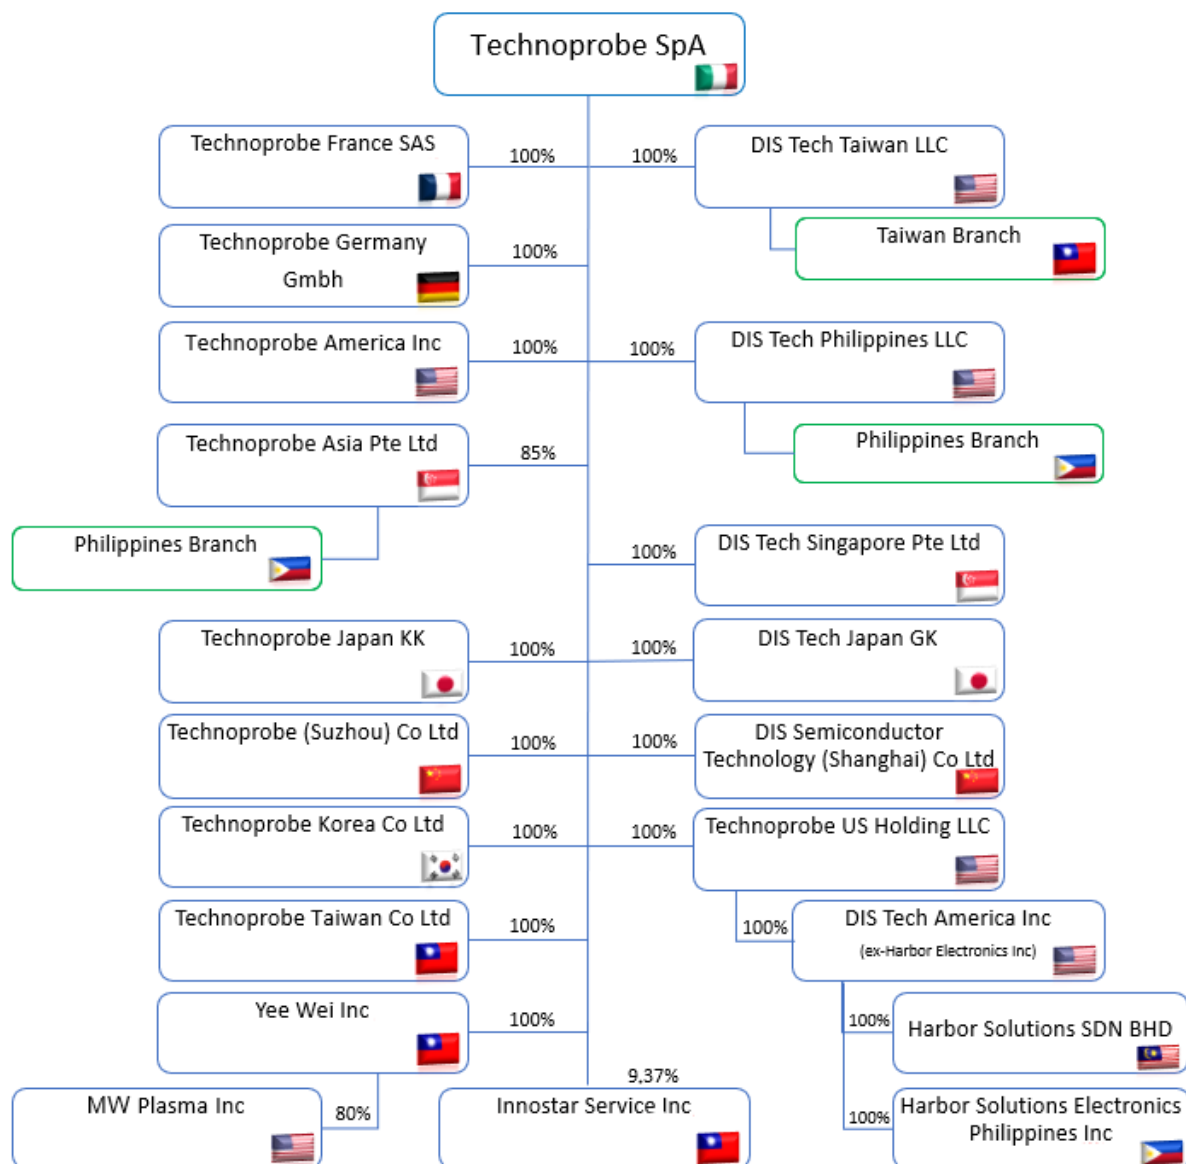 Technoprobe SpA
Technoprobe France SAS
100%
100%
DIS Tech Taiwan LLC
Taiwan Branch
Technoprobe Germany
Gmbh
100%
Technoprobe America Inc
100%
100%
DIS Tech Philippines LLC
Philippines Branch
Technoprobe Asia Pte Ltd
85%
Philippines Branch
100%
DIS Tech Singapore Pte Ltd
Technoprobe Japan KK
100%
100%
DIS Tech Japan GK
Technoprobe (Suzhou) Co Ltd
100%
100%
DIS Semiconductor
Technology (Shanghai) Co Ltd
Technoprobe Korea Co Ltd
100%
100%
Technoprobe US Holding LLC
Technoprobe Taiwan Co Ltd
100%
100%
DIS Tech America Inc
(ex-Harbor Electronics Inc)
Yee Wei Inc
100%
100%
Harbor Solutions SDN BHD
MW Plasma Inc
80%
9,37%
Innostar Service Inc
100%
Harbor Solutions Electronics
Philippines Inc